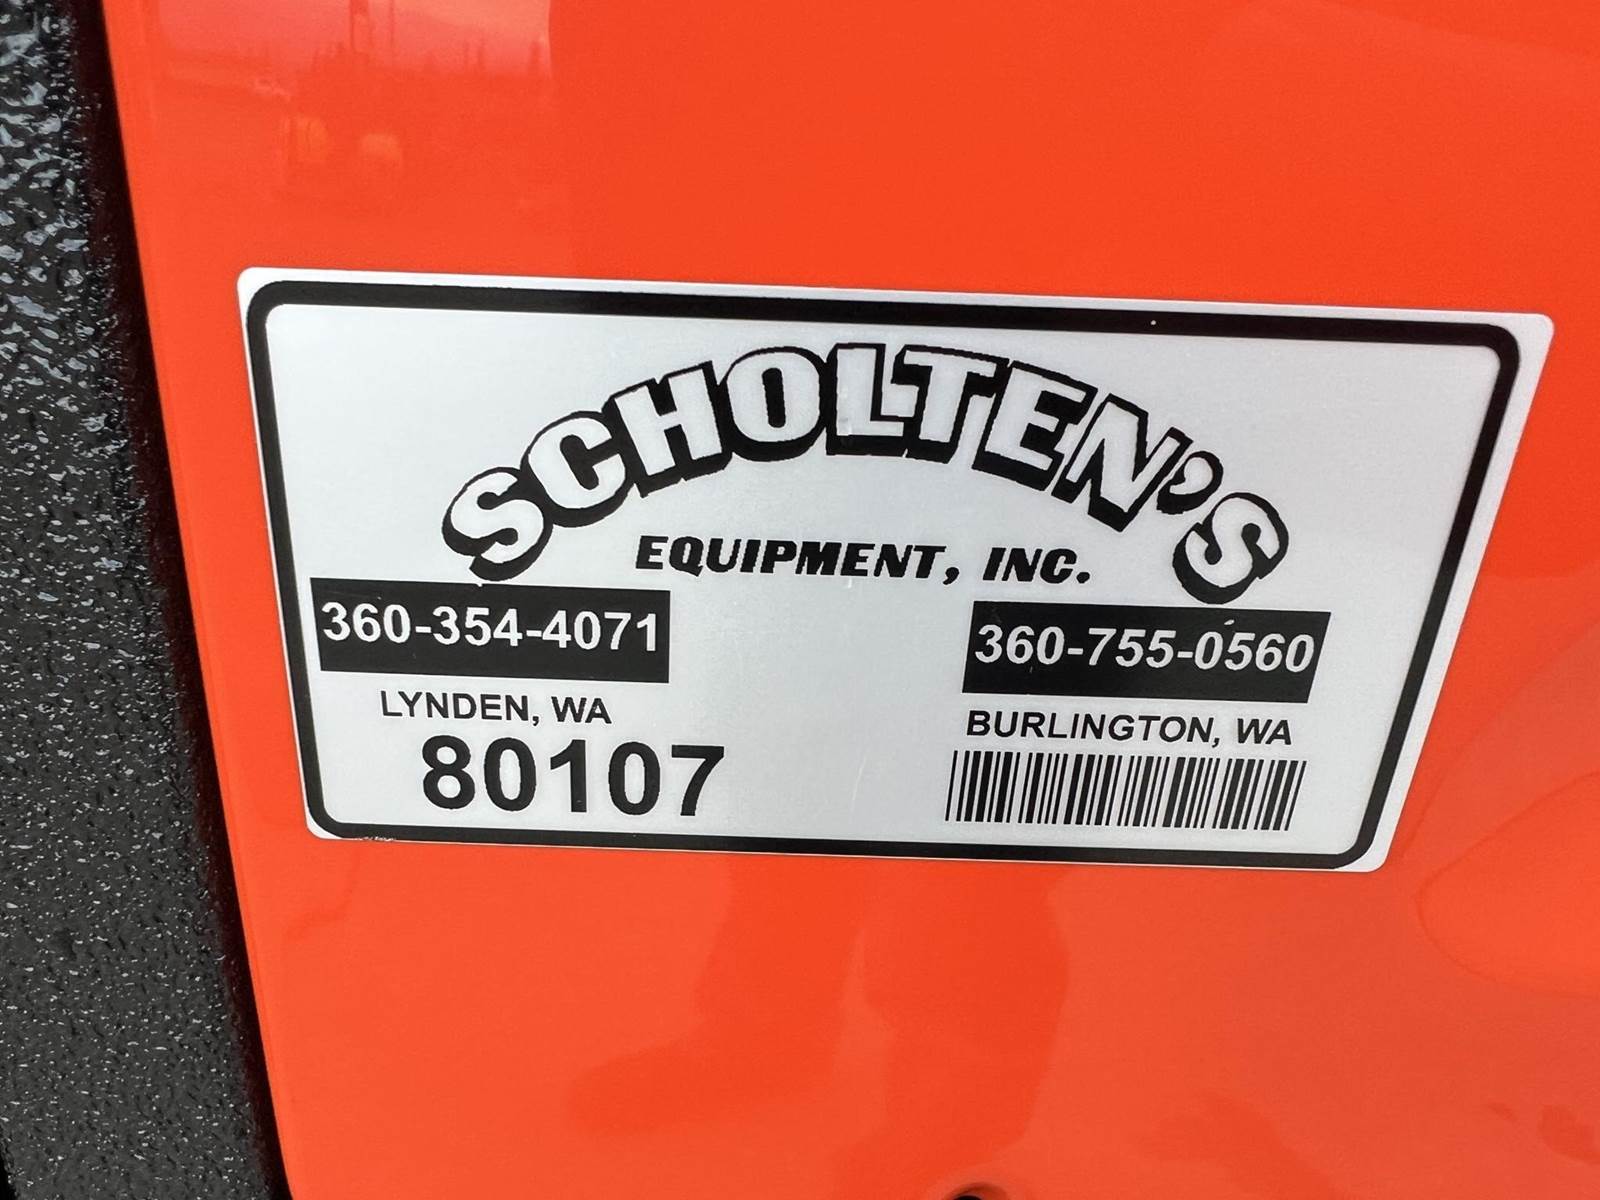 SCHOLTEN'S
EQUIPMENT, INC.
360-354-4071
LYNDEN, WA
80107
360-755-0560
BURLINGTON, WA